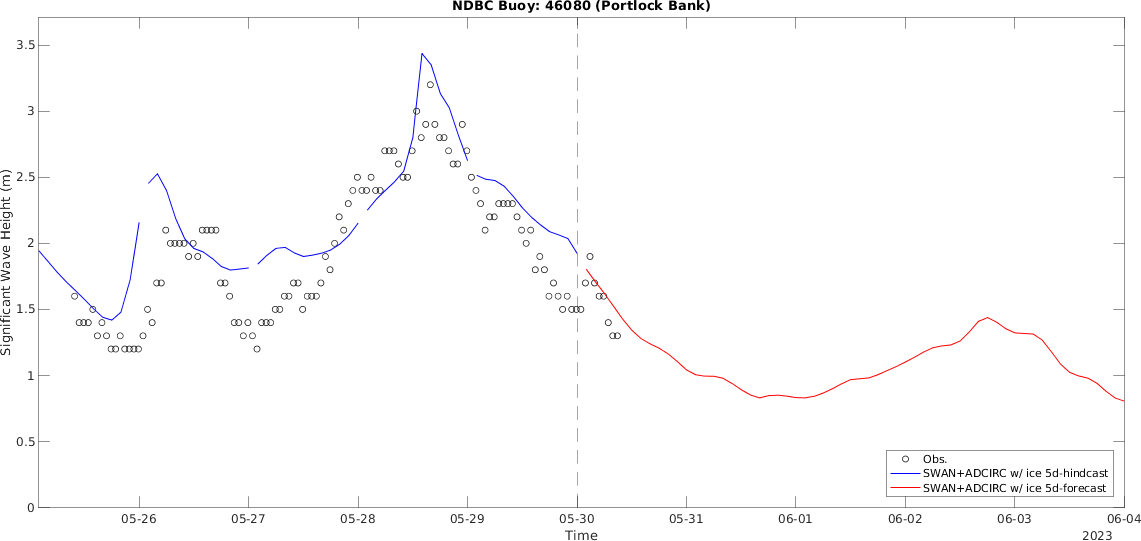 NDBC Buoy: 46080 (Portlock Bank)
3.5
3
2.5
2
1.5
1
0.5
0
Significant Wave Height (m)
Obs.
SWAN+ADCIRC w/ ice 5d-hindcast
SWAN+ADCIRC w/ ice 5d-forecast
05-26 05-27 05-28 05-29 05-30 05-31 06-01 06-02 06-03 06-04
Time
2023